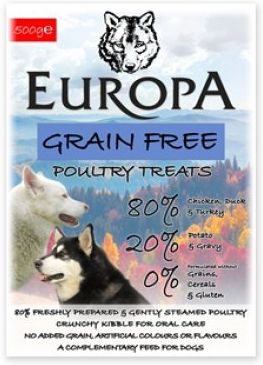 500g℮
EUROPA
GRAIN FREE
POULTRY TREATS
80% Chicken, Duck
& Turkey
20% Potato
& Gravy
0% Formulated without
Grains,
Cereals
& Gluten
80% FRESHLY PREPARED & GENTLY STEAMED POULTRY
CRUNCHY KIBBLE FOR ORAL CARE
NO ADDED GRAIN, ARTIFICIAL COLOURS OR FLAVOURS
A COMPLEMENTARY FEED FOR DOGS